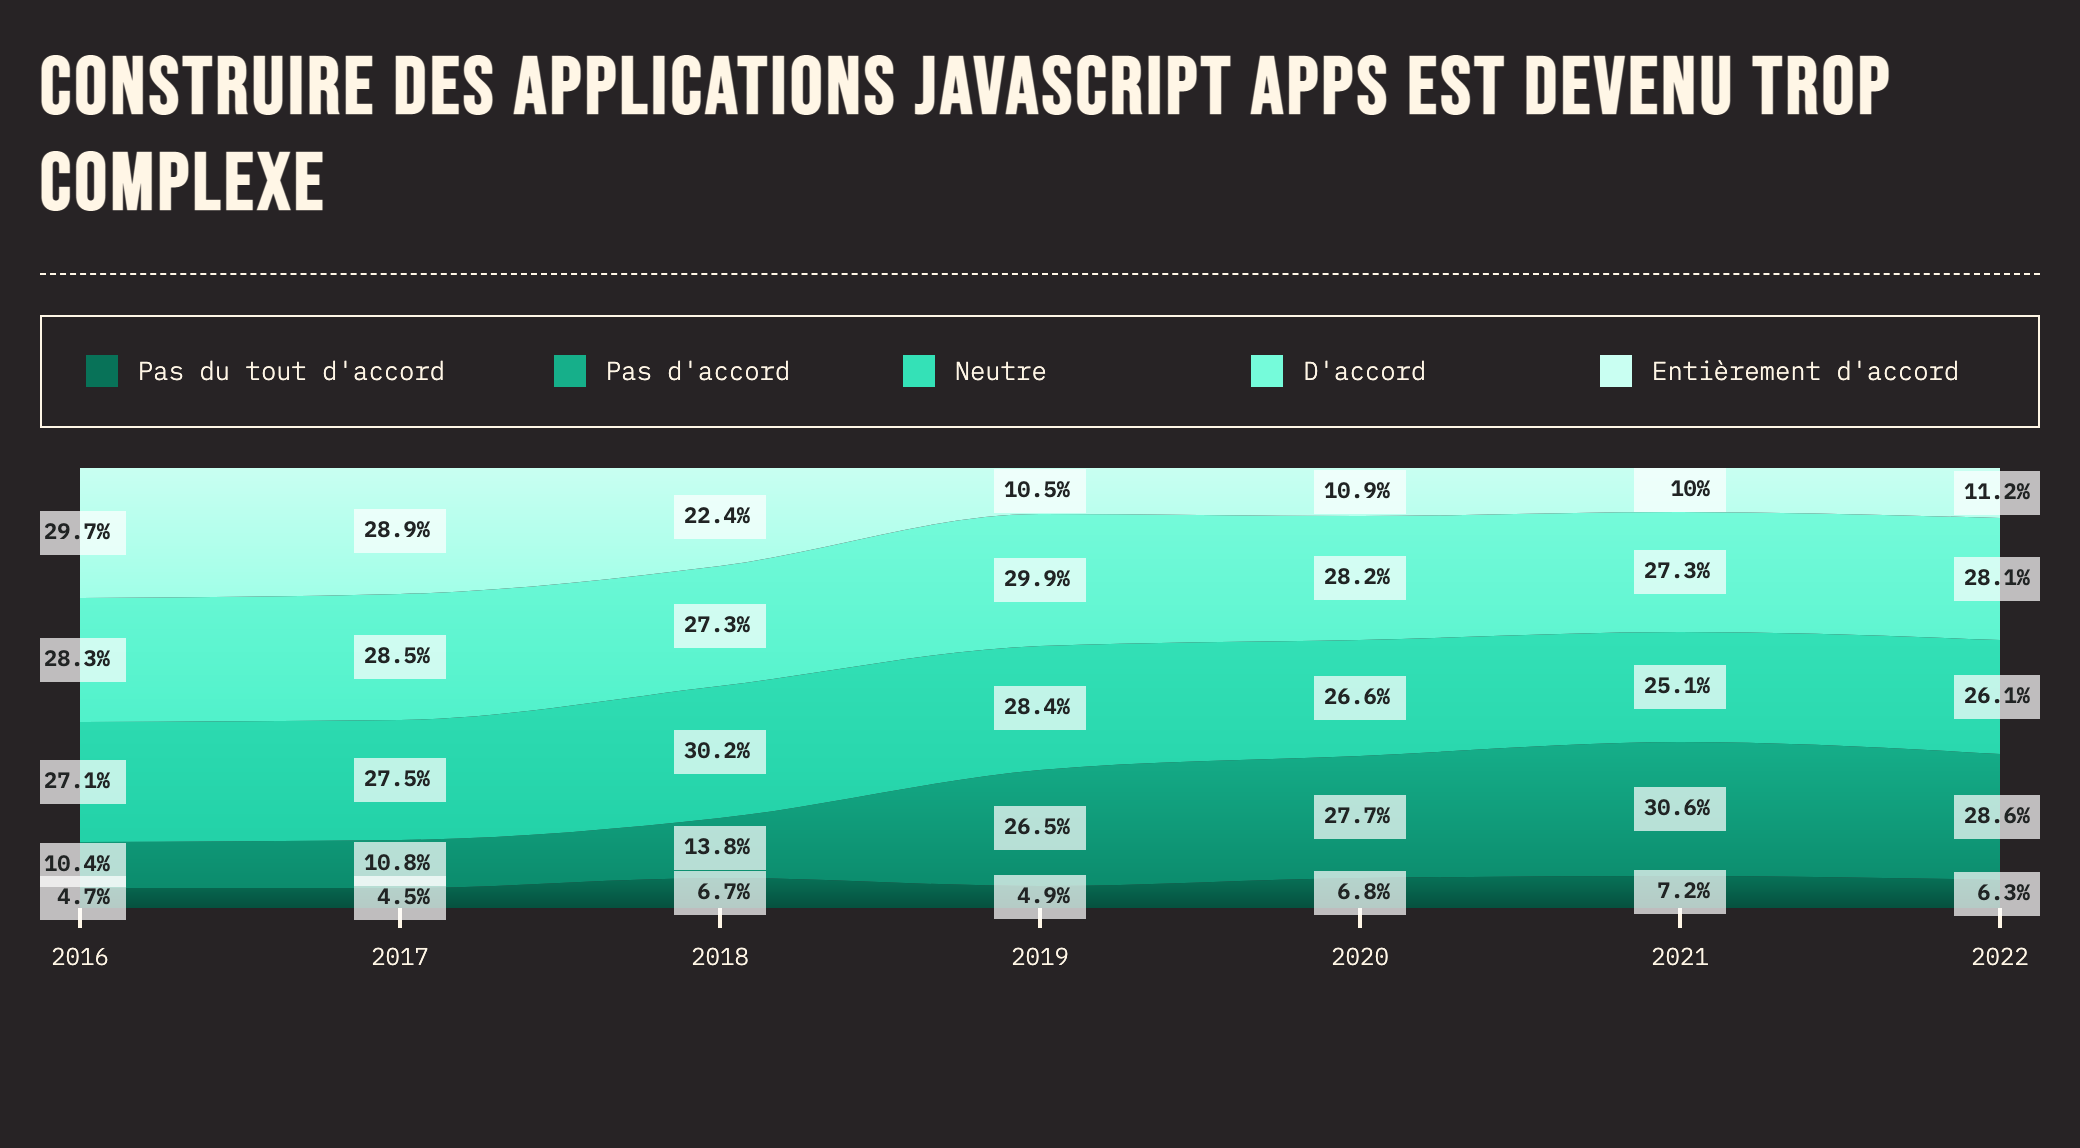 CONSTRUIRE DES APPLICATIONS JAVASCRIPT APPS EST DEVENU TROP
COMPLEXE
Pas du tout d'accord Pas d'accord Neutre D'accord Entièrement d'accord
29.7% 28.9% 22.4% 10.5% 10.9% 10% 11.2%
28.3% 28.5% 27.3% 29.9% 28.2% 27.3% 28.1%
27.1% 27.5% 30.2% 28.4% 26.6% 25.1% 26.1%
10.4% 10.8% 13.8% 26.5% 27.7% 30.6% 28.6%
4.7% 4.5% 6.7% 4.9% 6.8% 7.2% 6.3%
2016 2017 2018 2019 2020 2021 2022